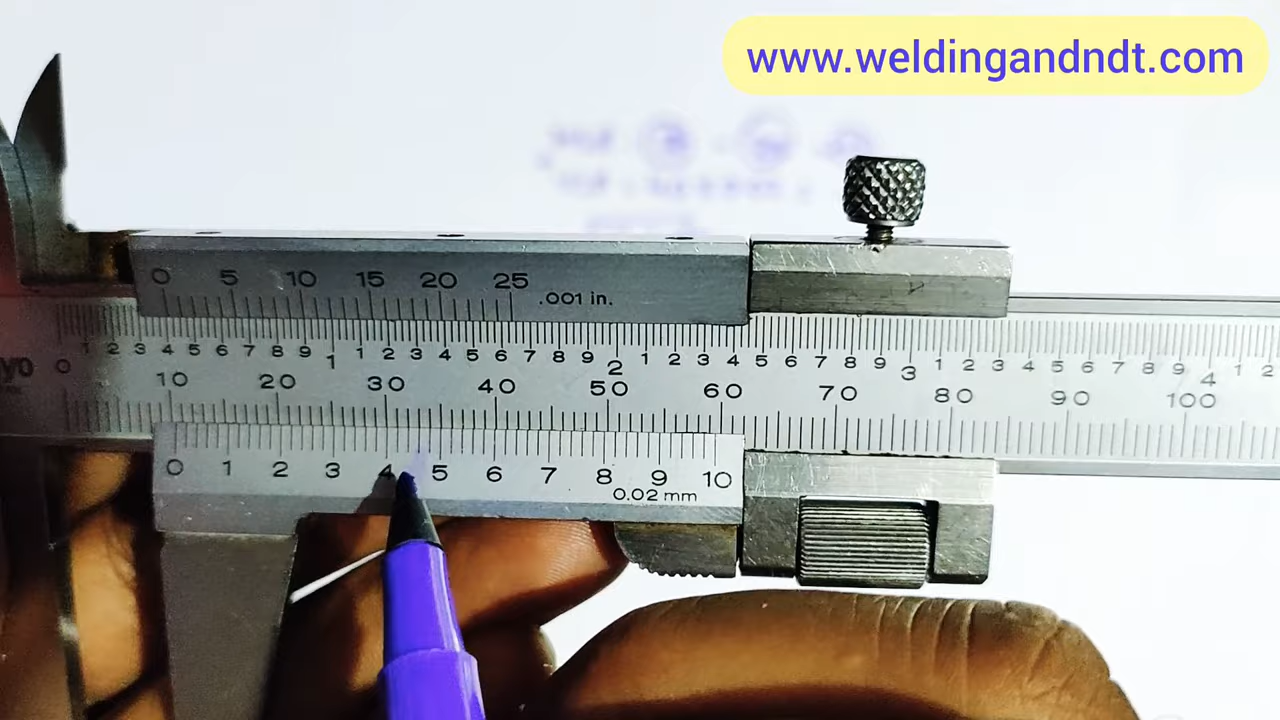 www.weldingandndt.com
0 5 10 15 20 25
.001 in.
0 1 2 3 4 5 6 7 8 9 1 1 2 3 4 5 6 7 8 9 2 1 2 3 4 5 6 7 8 9 3 1 2 3 4 5 6 7 8 9 4 1 2
10 20 30 40 50 60 70 80 90 100
0 1 2 3 4 5 6 7 8 9 10
0.02 mm